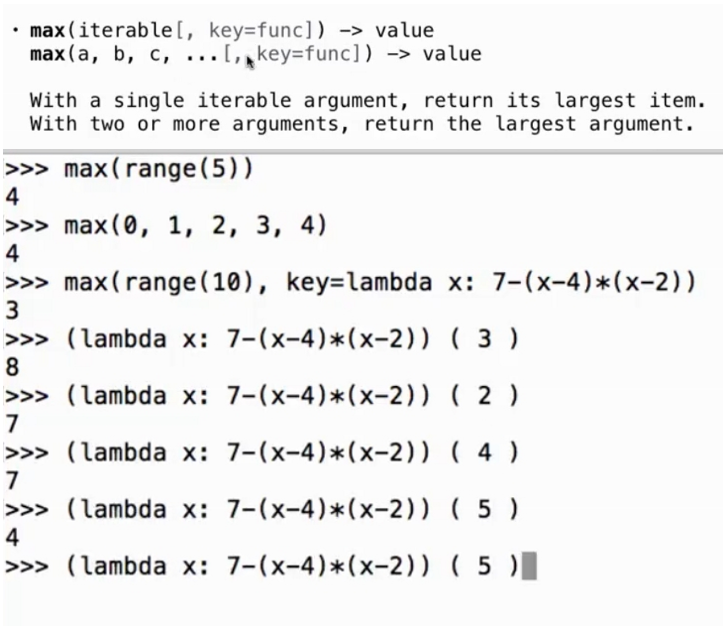 · max(iterable[, key=func]) -> value
max(a, b, c, ...[, key=func]) -> value
With a single iterable argument, return its largest item.
With two or more arguments, return the largest argument.
>>> max(range(5))
4
>>> max(0, 1, 2, 3, 4)
4
>>> max(range(10), key=lambda x: 7-(x-4)*(x-2))
3
>>> (lambda x: 7-(x-4)*(x-2)) ( 3 )
8
>>> (lambda x: 7-(x-4)*(x-2)) ( 2 )
7
>>> (lambda x: 7-(x-4)*(x-2)) ( 4 )
7
>>> (lambda x: 7-(x-4)*(x-2)) ( 5 )
4
>>> (lambda x: 7-(x-4)*(x-2)) ( 5 )